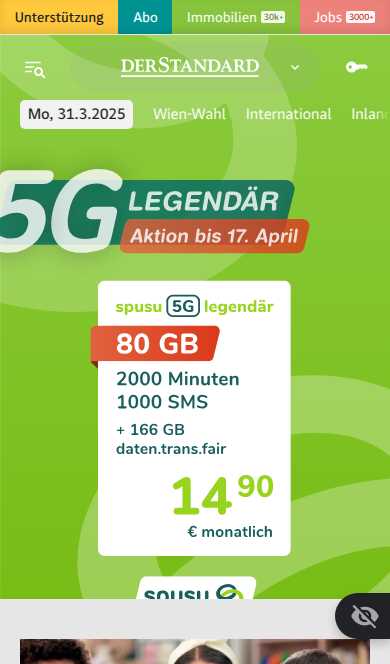 Unterstützung
Abo
Immobilien 30k+
Jobs 3000+
DERSTANDARD
Mo, 31.3.2025
Wien-Wahl
International
5G
LEGENDÄR
Aktion bis 17. April
spusu 5G legendär
80 GB
2000 Minuten
1000 SMS
+ 166 GB
daten.trans.fair
14 90
€ monatlich
spusu